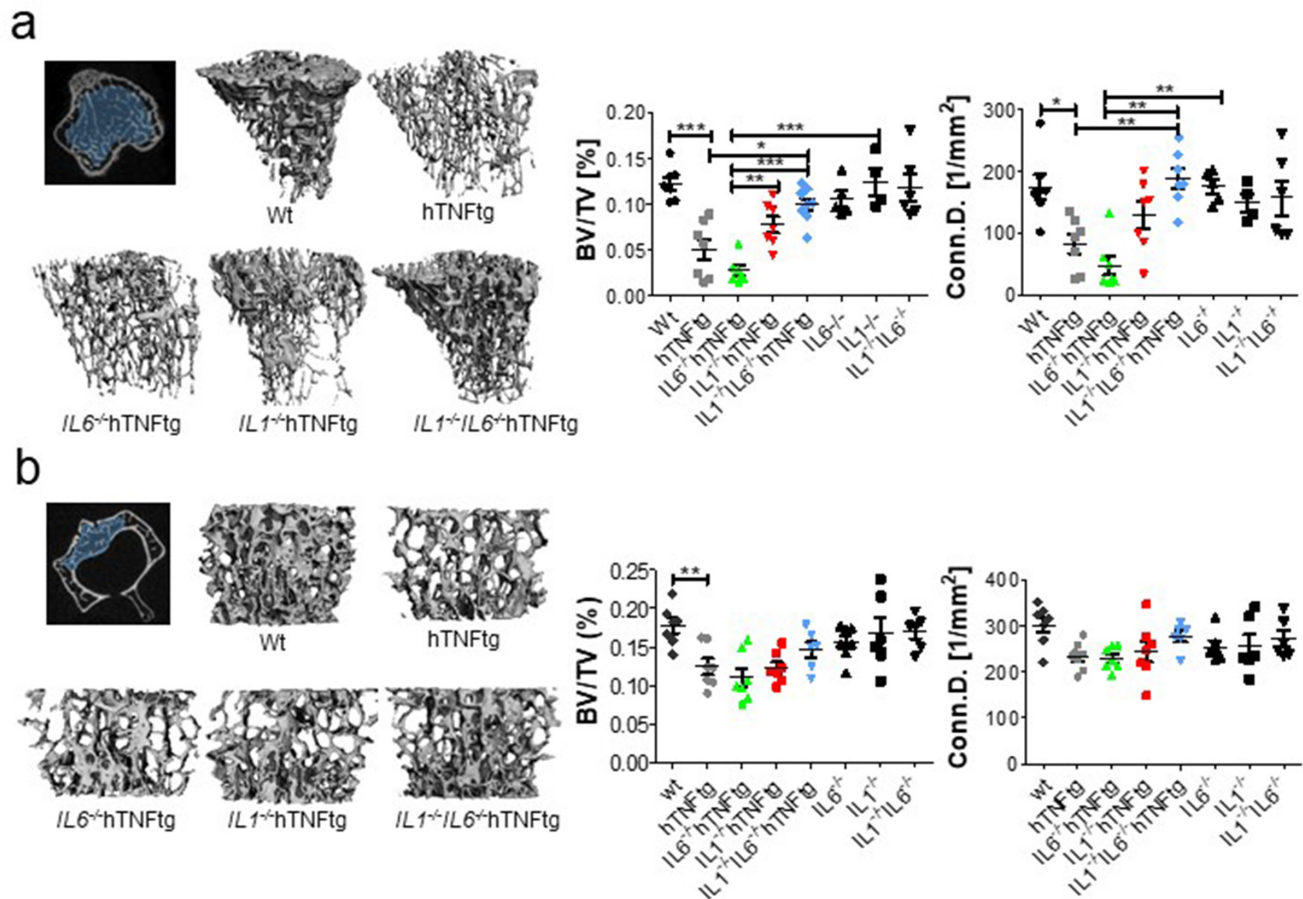 a
Wt
hTNFtg
IL6-/-hTNFtg
IL1-/-hTNFtg
IL1-/-IL6-/-hTNFtg
BV/TV [%]
0.20
0.15
0.10
0.05
0.00
***
*
***
**
***
Wt
hTNFtg
IL6-/-hTNFtg
IL1-/-hTNFtg
IL1-/-IL6-/-hTNFtg
IL6-/-
IL1-/-
IL1-/-IL6-/-
Conn.D. [1/mm2]
300
200
100
0
*
**
**
**
Wt
hTNFtg
IL6-/-hTNFtg
IL1-/-hTNFtg
IL1-/-IL6-/-hTNFtg
IL6-/-
IL1-/-
IL1-/-IL6-/-
b
Wt
hTNFtg
IL6-/-hTNFtg
IL1-/-hTNFtg
IL1-/-IL6-/-hTNFtg
BV/TV (%)
0.25
0.20
0.15
0.10
0.05
0.00
**
wt
hTNFtg
IL6-/-hTNFtg
IL1-/-hTNFtg
IL1-/-IL6-/-hTNFtg
IL6-/-
IL1-/-
IL1-/-IL6-/-
Conn.D. [1/mm2]
400
300
200
100
0
wt
hTNFtg
IL6-/-hTNFtg
IL1-/-hTNFtg
IL1-/-IL6-/-hTNFtg
IL6-/-
IL1-/-
IL1-/-IL6-/-